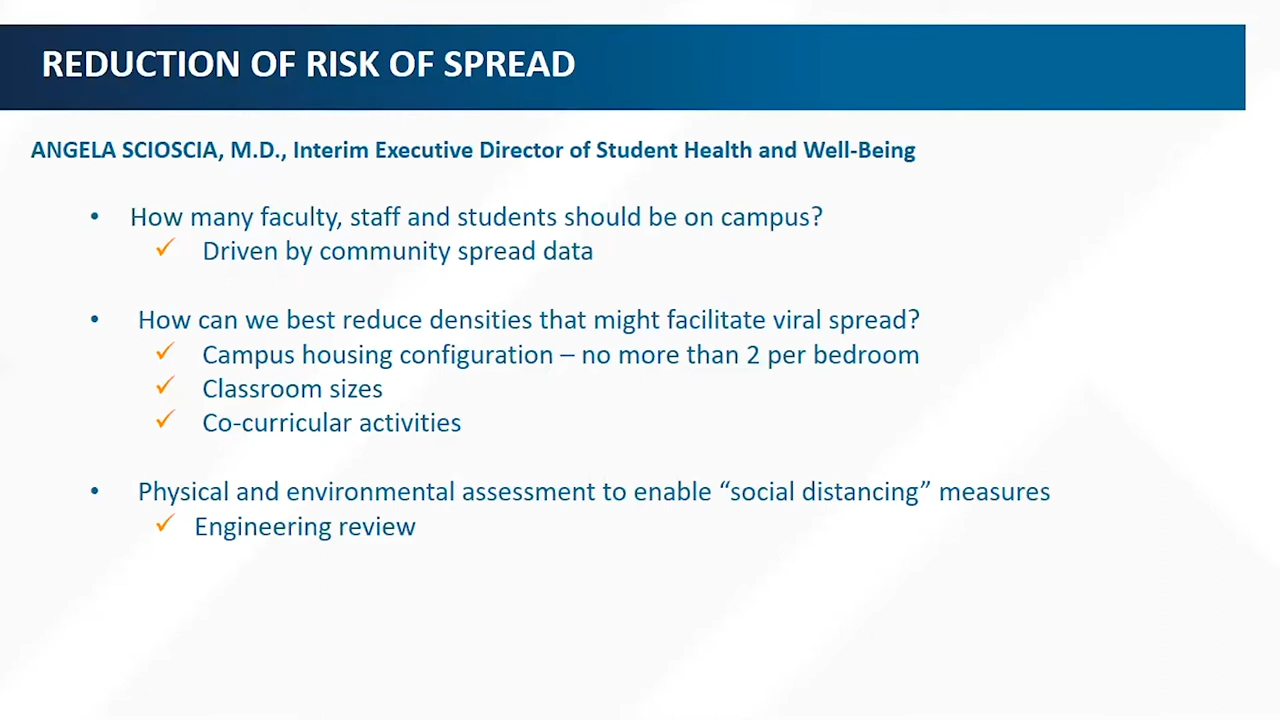 REDUCTION OF RISK OF SPREAD
ANGELA SCIOSCIA, M.D., Interim Executive Director of Student Health and Well-Being
• How many faculty, staff and students should be on campus?
✓ Driven by community spread data
• How can we best reduce densities that might facilitate viral spread?
✓ Campus housing configuration – no more than 2 per bedroom
✓ Classroom sizes
✓ Co-curricular activities
• Physical and environmental assessment to enable “social distancing” measures
✓ Engineering review